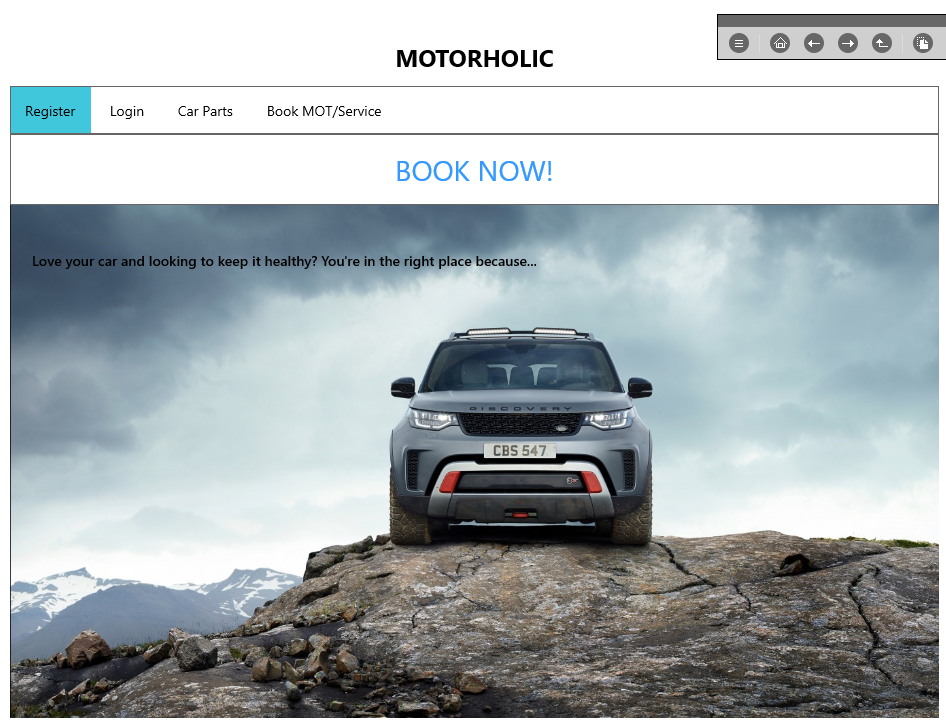 MOTORHOLIC
Register Login Car Parts Book MOT/Service
BOOK NOW!
Love your car and looking to keep it healthy? You're in the right place because...
DISCOVERY
CBS 547